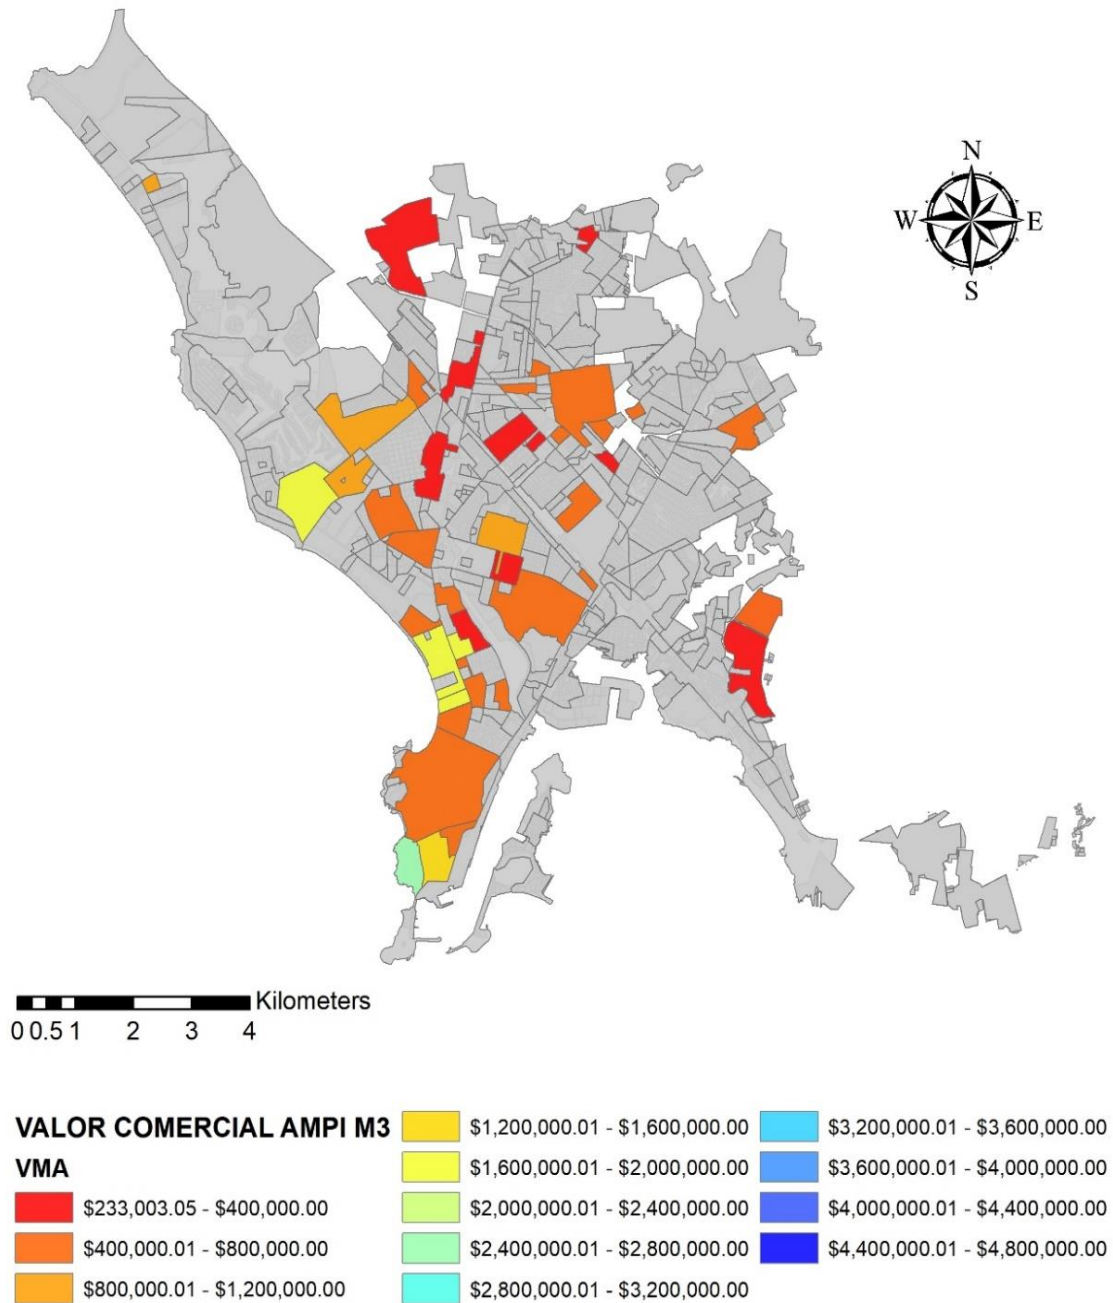 N
W E
S
Kilometers
0 0.5 1 2 3 4
VALOR COMERCIAL AMPI M3
VMA
$233,003.05 - $400,000.00
$400,000.01 - $800,000.00
$800,000.01 - $1,200,000.00
$1,200,000.01 - $1,600,000.00
$1,600,000.01 - $2,000,000.00
$2,000,000.01 - $2,400,000.00
$2,400,000.01 - $2,800,000.00
$2,800,000.01 - $3,200,000.00
$3,200,000.01 - $3,600,000.00
$3,600,000.01 - $4,000,000.00
$4,000,000.01 - $4,400,000.00
$4,400,000.01 - $4,800,000.00